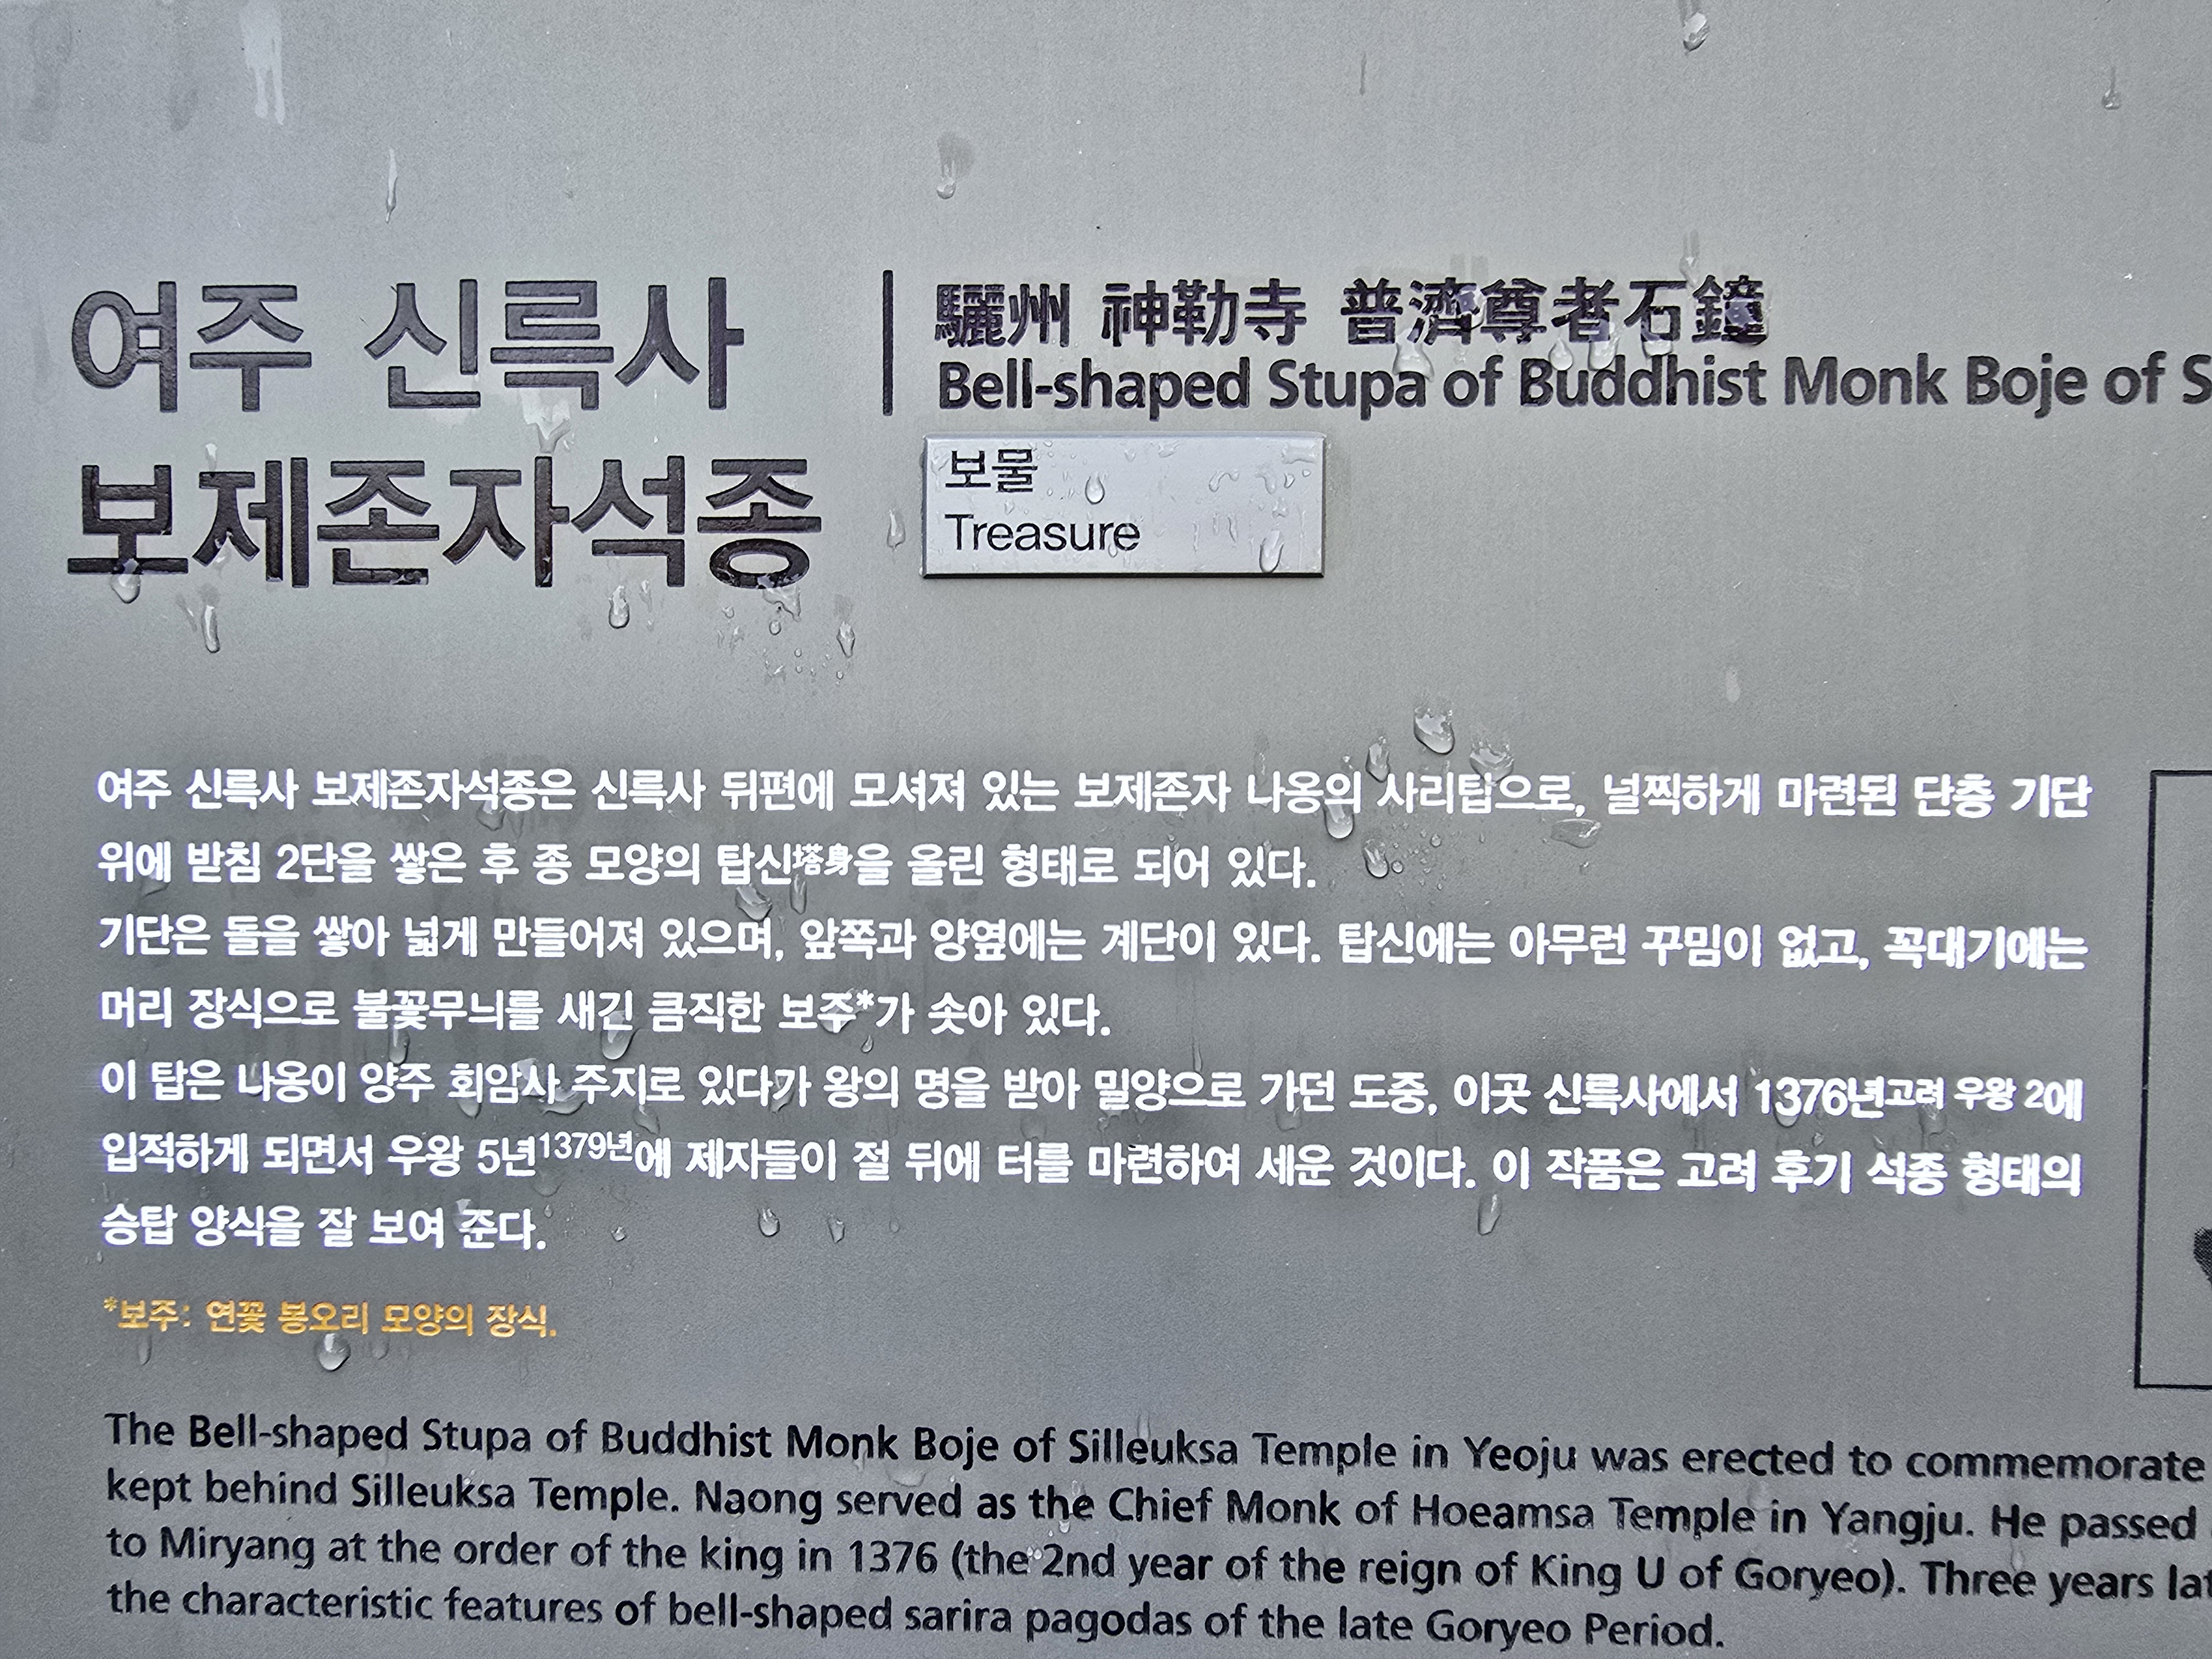 여주 신륵사
보제존자석종
驪州 神勒寺 普濟尊者石鐘
Bell-shaped Stupa of Buddhist Monk Boje of S
보물
Treasure
여주 신륵사 보제존자석종은 신륵사 뒤편에 모셔져 있는 보제존자 나옹의 사리탑으로, 널찍하게 마련된 단층 기단
위에 받침 2단을 쌓은 후 종 모양의 탑신塔身을 올린 형태로 되어 있다.
기단은 돌을 쌓아 넓게 만들어져 있으며, 앞쪽과 양옆에는 계단이 있다. 탑신에는 아무런 꾸밈이 없고, 꼭대기에는
머리 장식으로 불꽃무늬를 새긴 큼직한 보주*가 솟아 있다.
이 탑은 나옹이 양주 회암사 주지로 있다가 왕의 명을 받아 밀양으로 가던 도중, 이곳 신륵사에서 1376년고려 우왕 2에
입적하게 되면서 우왕 5년1379년에 제자들이 절 뒤에 터를 마련하여 세운 것이다. 이 작품은 고려 후기 석종 형태의
승탑 양식을 잘 보여 준다.
*보주: 연꽃 봉오리 모양의 장식.
The Bell-shaped Stupa of Buddhist Monk Boje of Silleuksa Temple in Yeoju was erected to commemorate
kept behind Silleuksa Temple. Naong served as the Chief Monk of Hoeamsa Temple in Yangju. He passed
to Miryang at the order of the king in 1376 (the 2nd year of the reign of King U of Goryeo). Three years lat
the characteristic features of bell-shaped sarira pagodas of the late Goryeo Period.